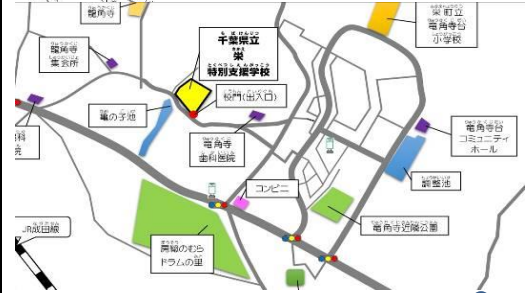 龍角寺
栄町立
竜角寺台
小学校
龍角寺
集会所
千葉県立
栄
特別支援学校
校門(出入口)
亀の子池
竜角寺
歯科医院
竜角寺台
コミュニティ
ホール
科
院
コンビニ
調整池
竜角寺近隣公園
JR成田線
房総のむら
ドラムの里